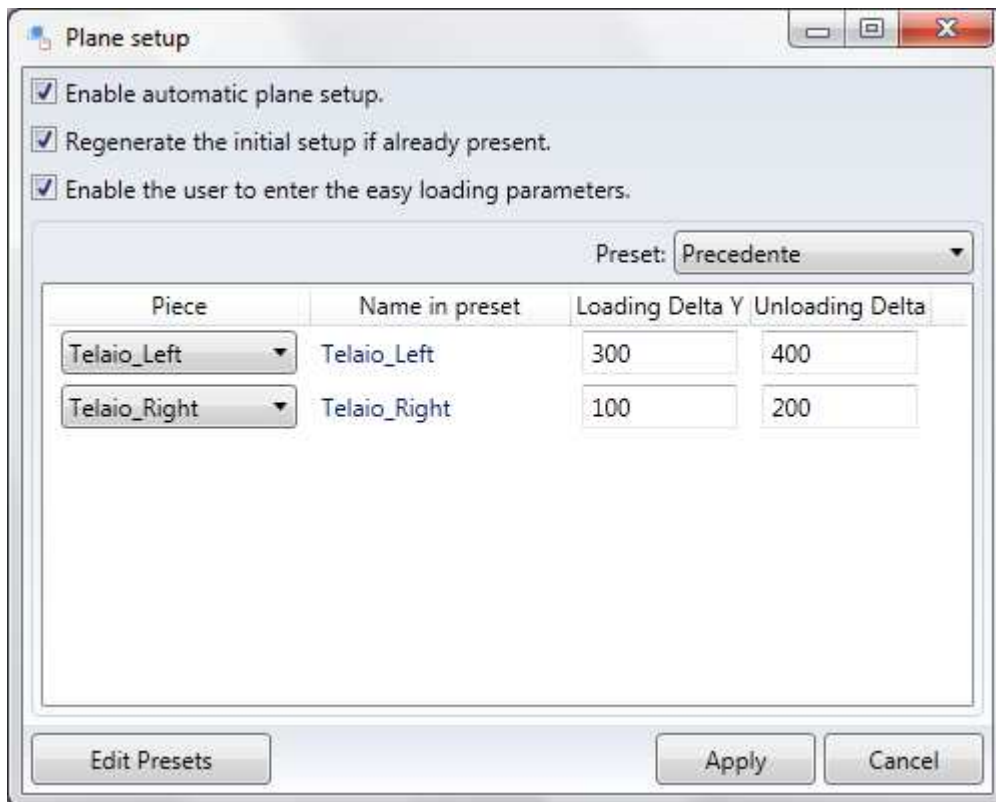 Plane setup
Enable automatic plane setup.
Regenerate the initial setup if already present.
Enable the user to enter the easy loading parameters.
Preset: Precedente
Piece Name in preset Loading Delta Y Unloading Delta
Telaio_Left Telaio_Left 300 400
Telaio_Right Telaio_Right 100 200
Edit Presets Apply Cancel